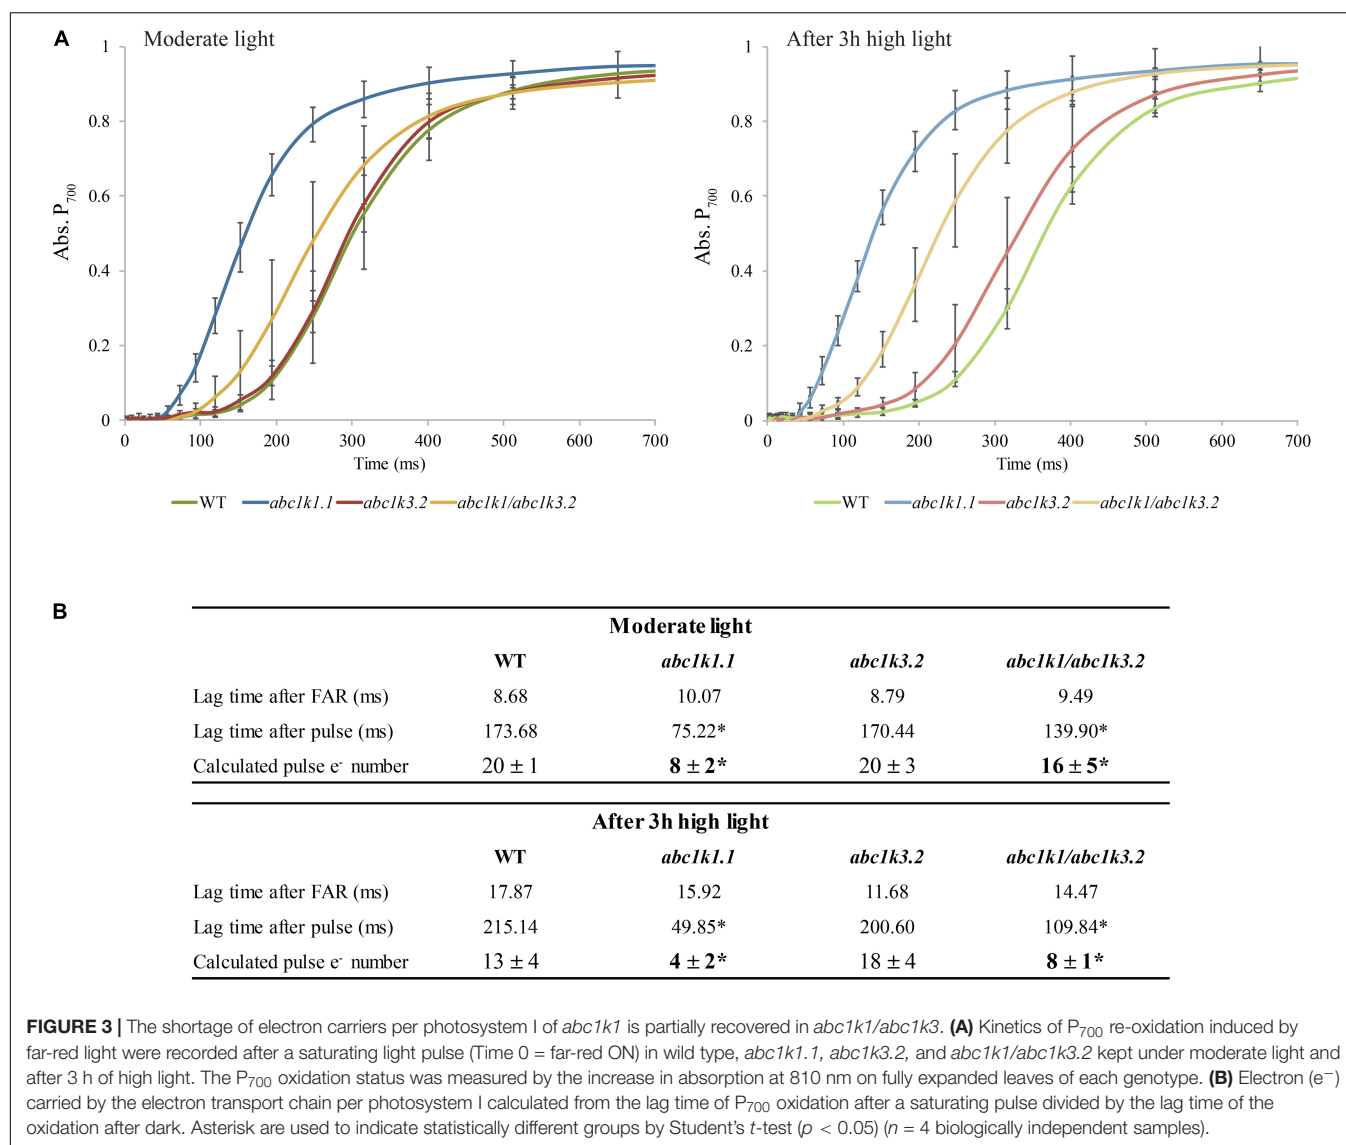 A
Moderate light
After 3h high light
1
0.8
0.6
0.4
0.2
0
Abs. P700
0 100 200 300 400 500 600 700
Time (ms)
WT abc1k1.1 abc1k3.2 abc1k1/abc1k3.2
1
0.8
0.6
0.4
0.2
0
Abs. P700
0 100 200 300 400 500 600 700
Time (ms)
WT abc1k1.1 abc1k3.2 abc1k1/abc1k3.2
B
Moderate light
WT abc1k1.1 abc1k3.2 abc1k1/abc1k3.2
Lag time after FAR (ms) 8.68 10.07 8.79 9.49
Lag time after pulse (ms) 173.68 75.22* 170.44 139.90*
Calculated pulse e- number 20 ± 1 8 ± 2* 20 ± 3 16 ± 5*
After 3h high light
WT abc1k1.1 abc1k3.2 abc1k1/abc1k3.2
Lag time after FAR (ms) 17.87 15.92 11.68 14.47
Lag time after pulse (ms) 215.14 49.85* 200.60 109.84*
Calculated pulse e- number 13 ± 4 4 ± 2* 18 ± 4 8 ± 1*
FIGURE 3 | The shortage of electron carriers per photosystem I of abc1k1 is partially recovered in abc1k1/abc1k3. (A) Kinetics of P700 re-oxidation induced by
far-red light were recorded after a saturating light pulse (Time 0 = far-red ON) in wild type, abc1k1.1, abc1k3.2, and abc1k1/abc1k3.2 kept under moderate light and
after 3 h of high light. The P700 oxidation status was measured by the increase in absorption at 810 nm on fully expanded leaves of each genotype. (B) Electron (e−)
carried by the electron transport chain per photosystem I calculated from the lag time of P700 oxidation after a saturating pulse divided by the lag time of the
oxidation after dark. Asterisk are used to indicate statistically different groups by Student's t-test (p < 0.05) (n = 4 biologically independent samples).